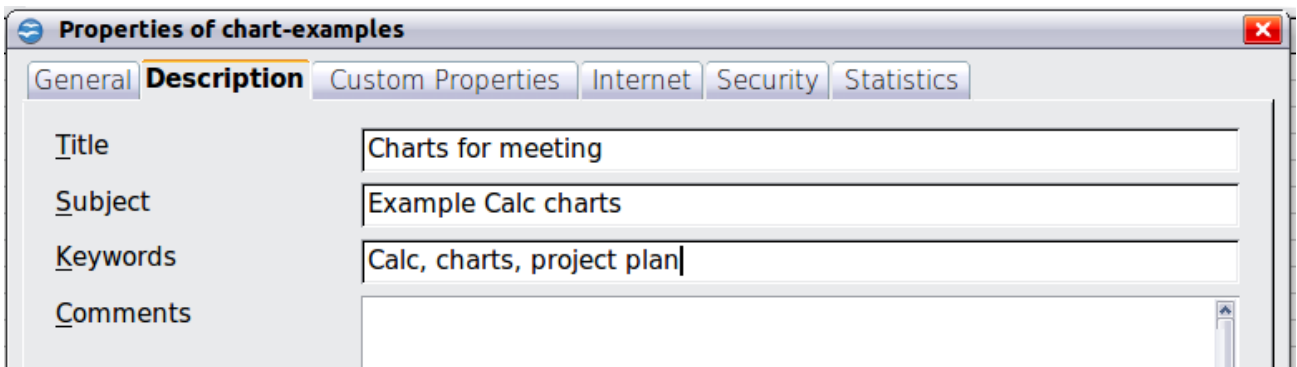 Properties of chart-examples
General Description Custom Properties Internet Security Statistics
Title Charts for meeting
Subject Example Calc charts
Keywords Calc, charts, project plan
Comments